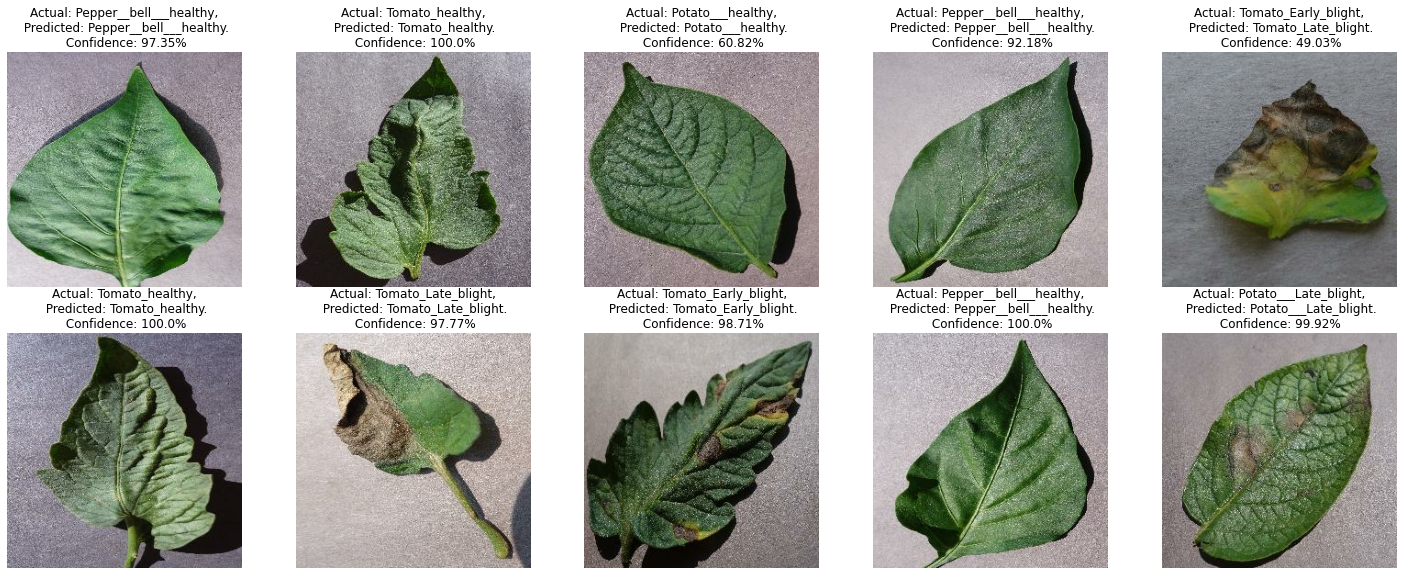 Actual: Pepper__bell___healthy,
Predicted: Pepper__bell___healthy.
Confidence: 97.35%
Actual: Tomato_healthy,
Predicted: Tomato_healthy.
Confidence: 100.0%
Actual: Potato___healthy,
Predicted: Potato___healthy.
Confidence: 60.82%
Actual: Pepper__bell___healthy,
Predicted: Pepper__bell___healthy.
Confidence: 92.18%
Actual: Tomato_Early_blight,
Predicted: Tomato_Late_blight.
Confidence: 49.03%
Actual: Tomato_healthy,
Predicted: Tomato_healthy.
Confidence: 100.0%
Actual: Tomato_Late_blight,
Predicted: Tomato_Late_blight.
Confidence: 97.77%
Actual: Tomato_Early_blight,
Predicted: Tomato_Early_blight.
Confidence: 98.71%
Actual: Pepper__bell___healthy,
Predicted: Pepper__bell___healthy.
Confidence: 100.0%
Actual: Potato___Late_blight,
Predicted: Potato___Late_blight.
Confidence: 99.92%